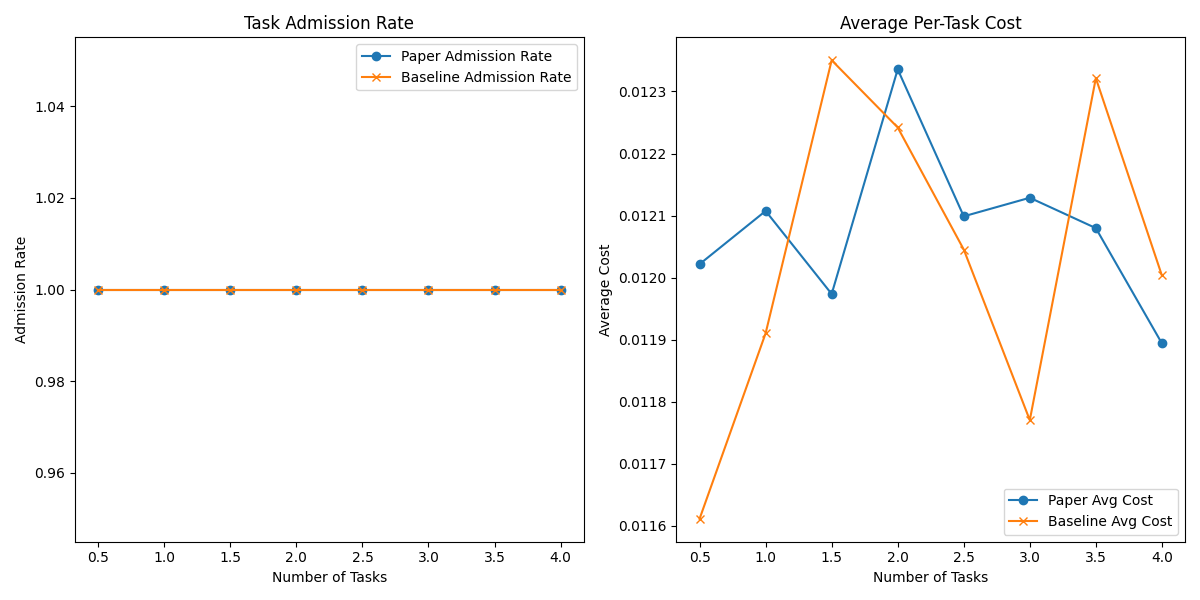 Task Admission Rate
Paper Admission Rate
Baseline Admission Rate
1.04
1.02
1.00
0.98
0.96
Admission Rate
0.5 1.0 1.5 2.0 2.5 3.0 3.5 4.0
Number of Tasks
Average Per-Task Cost
0.0123
0.0122
0.0121
0.0120
0.0119
0.0118
0.0117
0.0116
Average Cost
Paper Avg Cost
Baseline Avg Cost
0.5 1.0 1.5 2.0 2.5 3.0 3.5 4.0
Number of Tasks